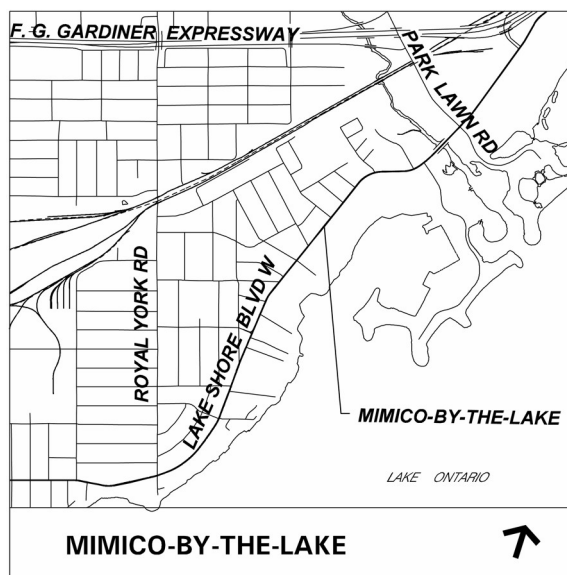 F. G. GARDINER EXPRESSWAY
PARK LAWN RD
ROYAL YORK RD
LAKE SHORE BLVD W
MIMICO-BY-THE-LAKE
LAKE ONTARIO
MIMICO-BY-THE-LAKE